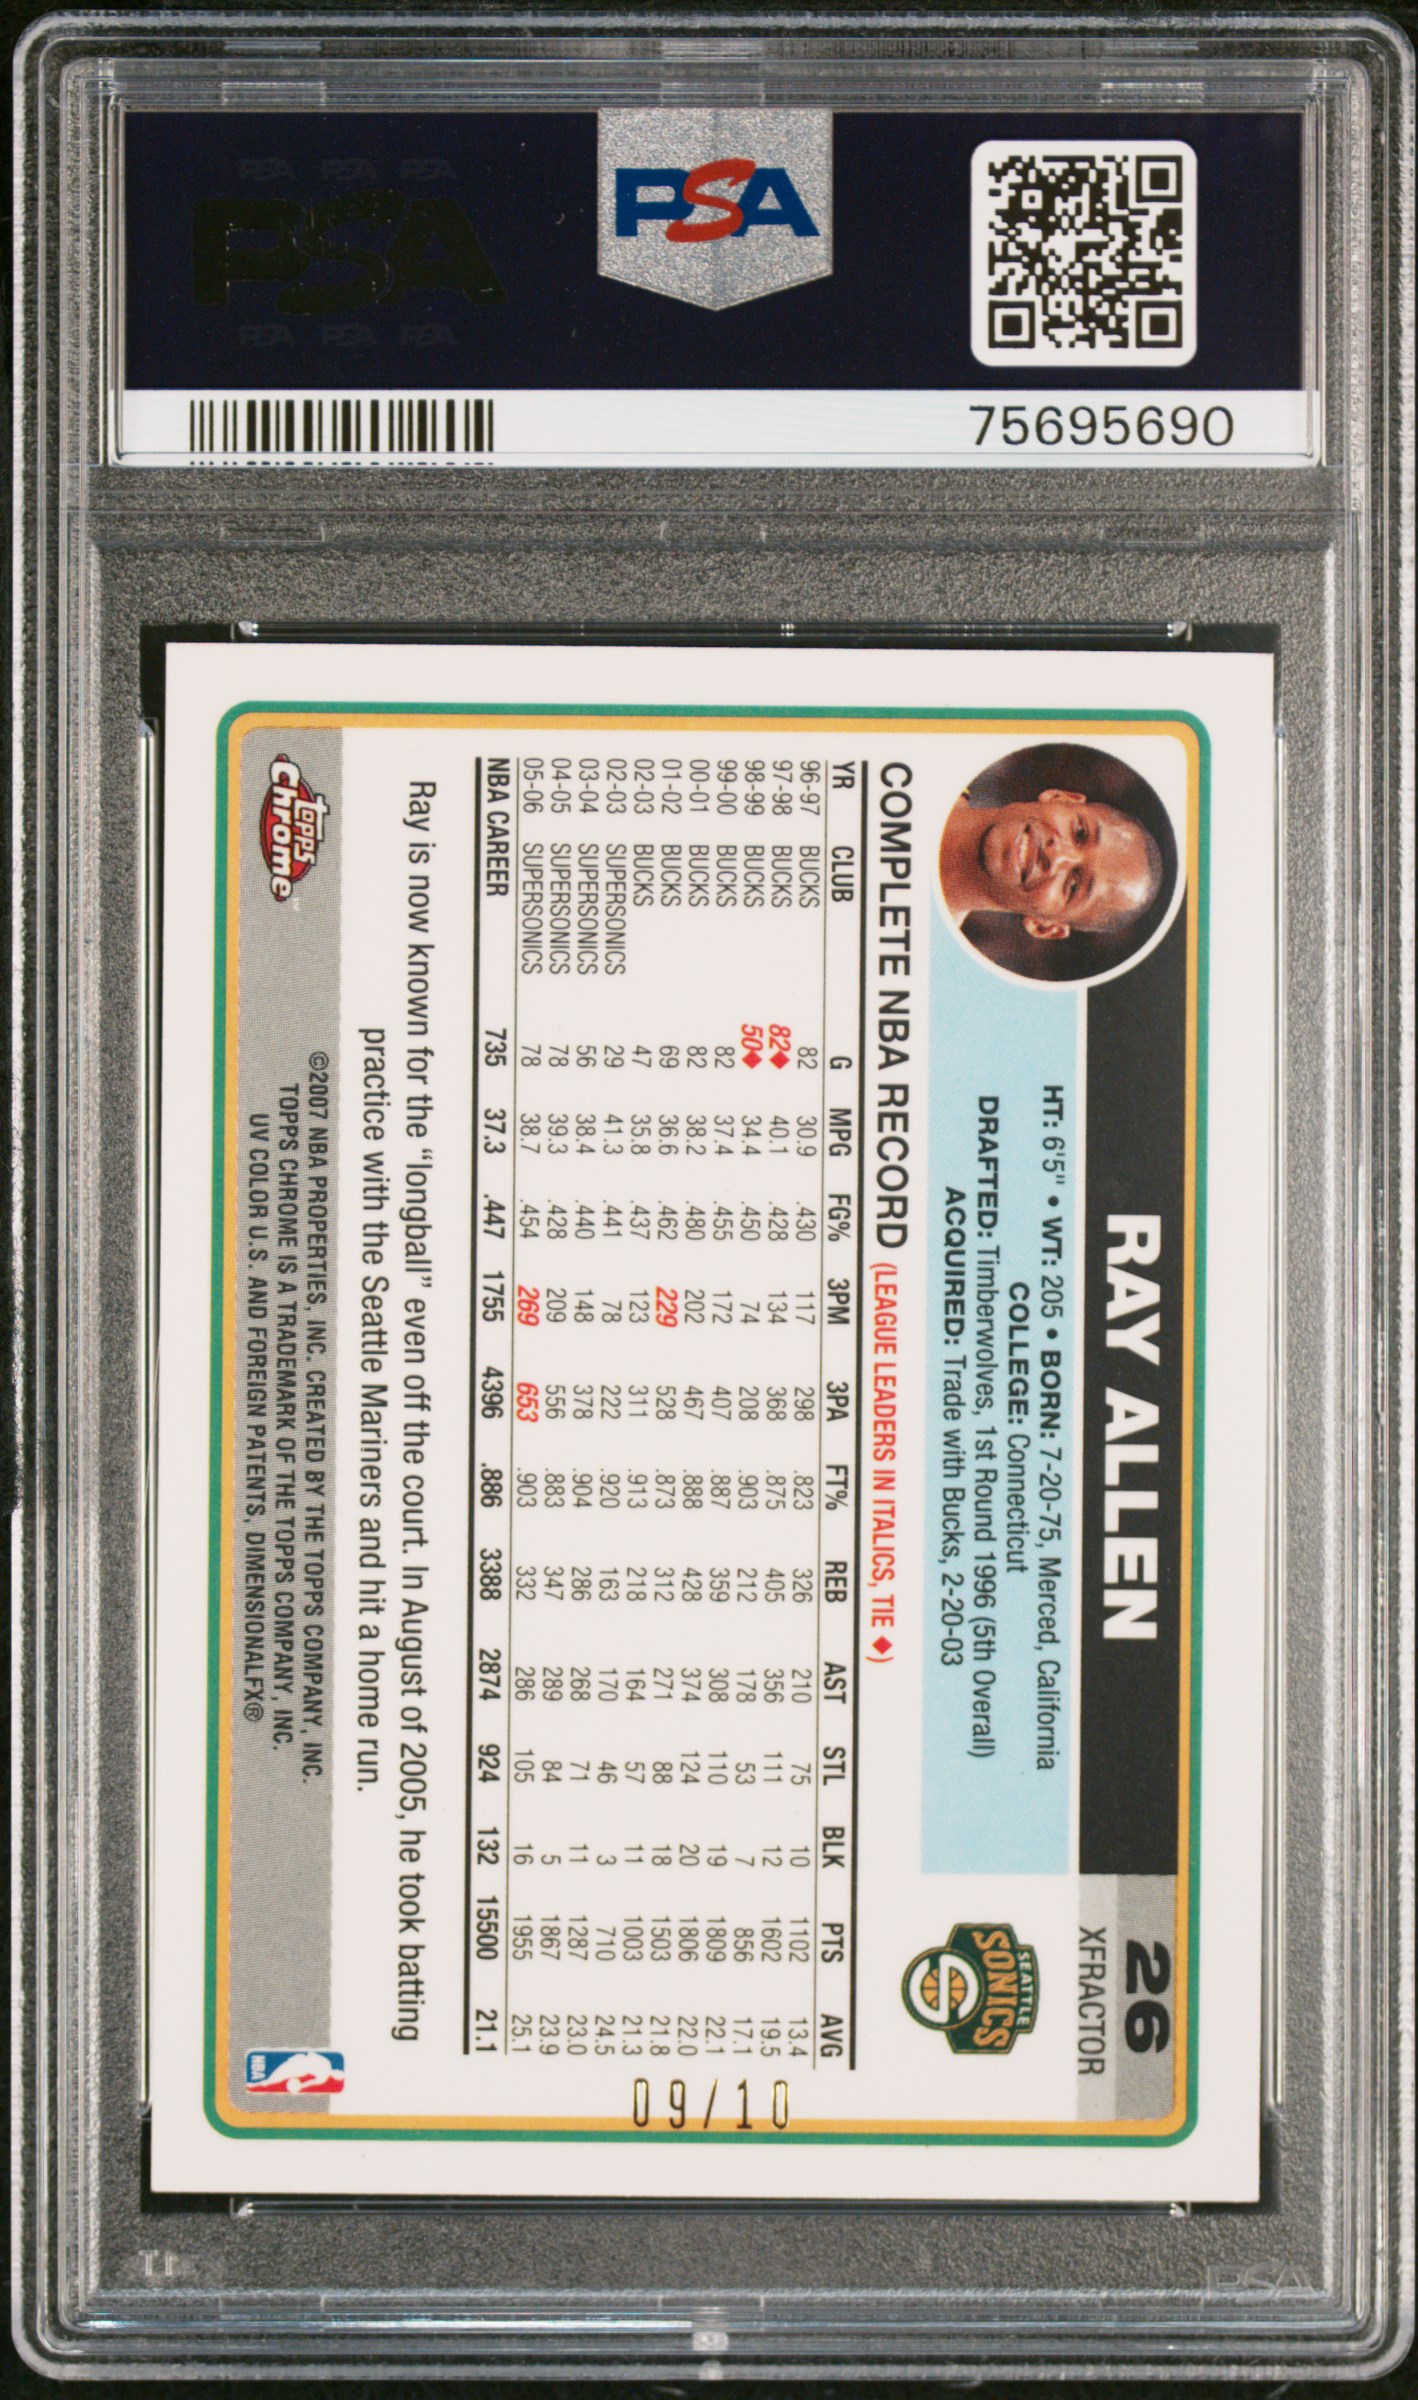 PSA PSA PSA
PSA
PSA PSA PSA
PSA
75695690
26
RAY ALLEN
XFRACTOR
HT: 6'5" • WT: 205 • BORN: 7-20-75, Merced, California
COLLEGE: Connecticut
DRAFTED: Timberwolves, 1st Round 1996 (5th Overall)
ACQUIRED: Trade with Bucks, 2-20-03
SEATTLE
SONICS
COMPLETE NBA RECORD (LEAGUE LEADERS IN ITALICS, TIE ◆)
YR CLUB G MPG FG% 3PM 3PA FT% REB AST STL BLK PTS AVG
96-97 BUCKS 82 30.9 .430 117 298 .823 326 210 75 10 1102 13.4
97-98 BUCKS 82◆ 40.1 .428 134 368 .875 405 356 111 12 1602 19.5
98-99 BUCKS 50◆ 34.4 .450 74 208 .903 212 178 53 7 856 17.1
99-00 BUCKS 82 37.4 .455 172 407 .887 359 308 110 19 1809 22.1
00-01 BUCKS 82 38.2 .480 202 467 .888 428 374 124 20 1806 22.0
01-02 BUCKS 69 36.6 .462 229 528 .873 312 271 88 18 1503 21.8
02-03 BUCKS 47 35.8 .437 123 311 .913 218 164 57 11 1003 21.3
02-03 SUPERSONICS 29 41.3 .441 78 222 .920 163 170 46 3 710 24.5
03-04 SUPERSONICS 56 38.4 .440 148 378 .904 286 268 71 11 1287 23.0
04-05 SUPERSONICS 78 39.3 .428 209 556 .883 347 289 84 5 1867 23.9
05-06 SUPERSONICS 78 38.7 .454 269 653 .903 332 286 105 16 1955 25.1
NBA CAREER 735 37.3 .447 1755 4396 .886 3388 2874 924 132 15500 21.1
09/10
Ray is now known for the “longball” even off the court. In August of 2005, he took batting
practice with the Seattle Mariners and hit a home run.
topps
Chrome™
©2007 NBA PROPERTIES, INC. CREATED BY THE TOPPS COMPANY, INC.
TOPPS CHROME IS A TRADEMARK OF THE TOPPS COMPANY, INC.
UV COLOR U.S. AND FOREIGN PATENTS, DIMENSIONAL FX®
NBA
PSA